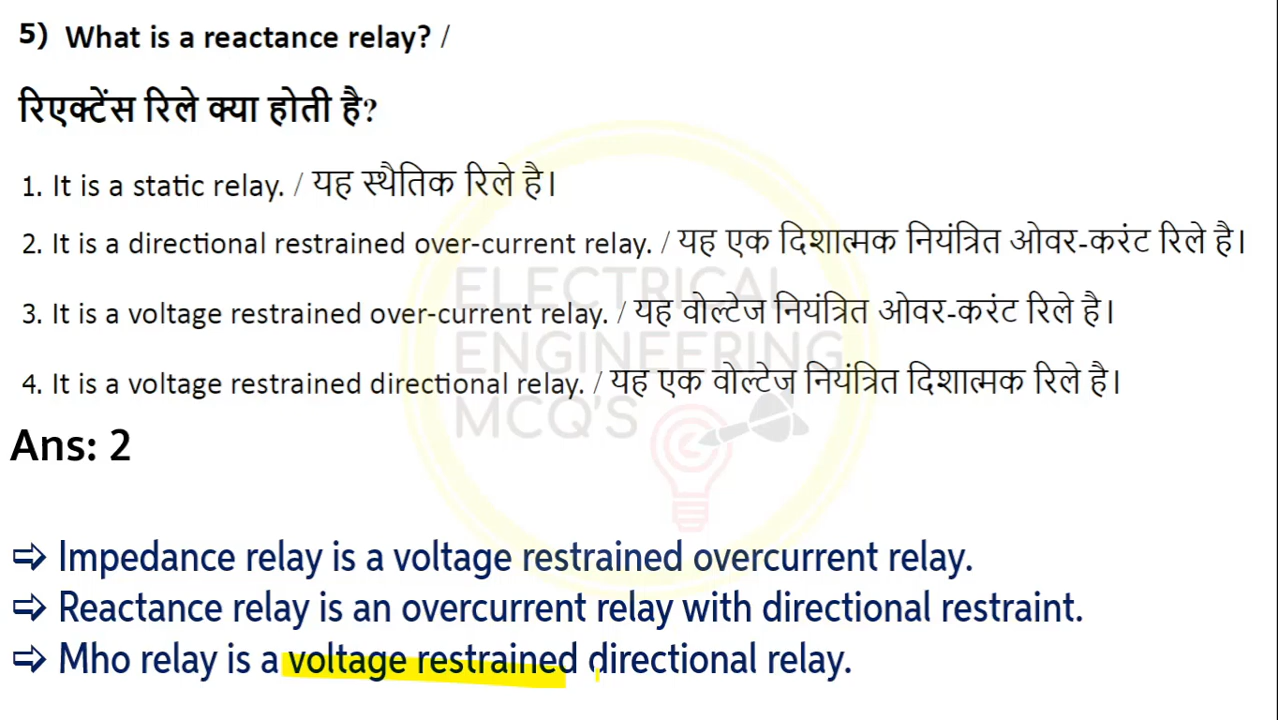 5) What is a reactance relay? /
रिएक्टेंस रिले क्या होती है?
1. It is a static relay. / यह स्थैतिक रिले है।
2. It is a directional restrained over-current relay. / यह एक दिशात्मक नियंत्रित ओवर-करंट रिले है।
ELECTRICAL
3. It is a voltage restrained over-current relay. / यह वोल्टेज नियंत्रित ओवर-करंट रिले है।
ENGINEERING
4. It is a voltage restrained directional relay. / यह एक वोल्टेज नियंत्रित दिशात्मक रिले है।
MCQ'S
Ans: 2
⇨ Impedance relay is a voltage restrained overcurrent relay.
⇨ Reactance relay is an overcurrent relay with directional restraint.
⇨ Mho relay is a voltage restrained directional relay.